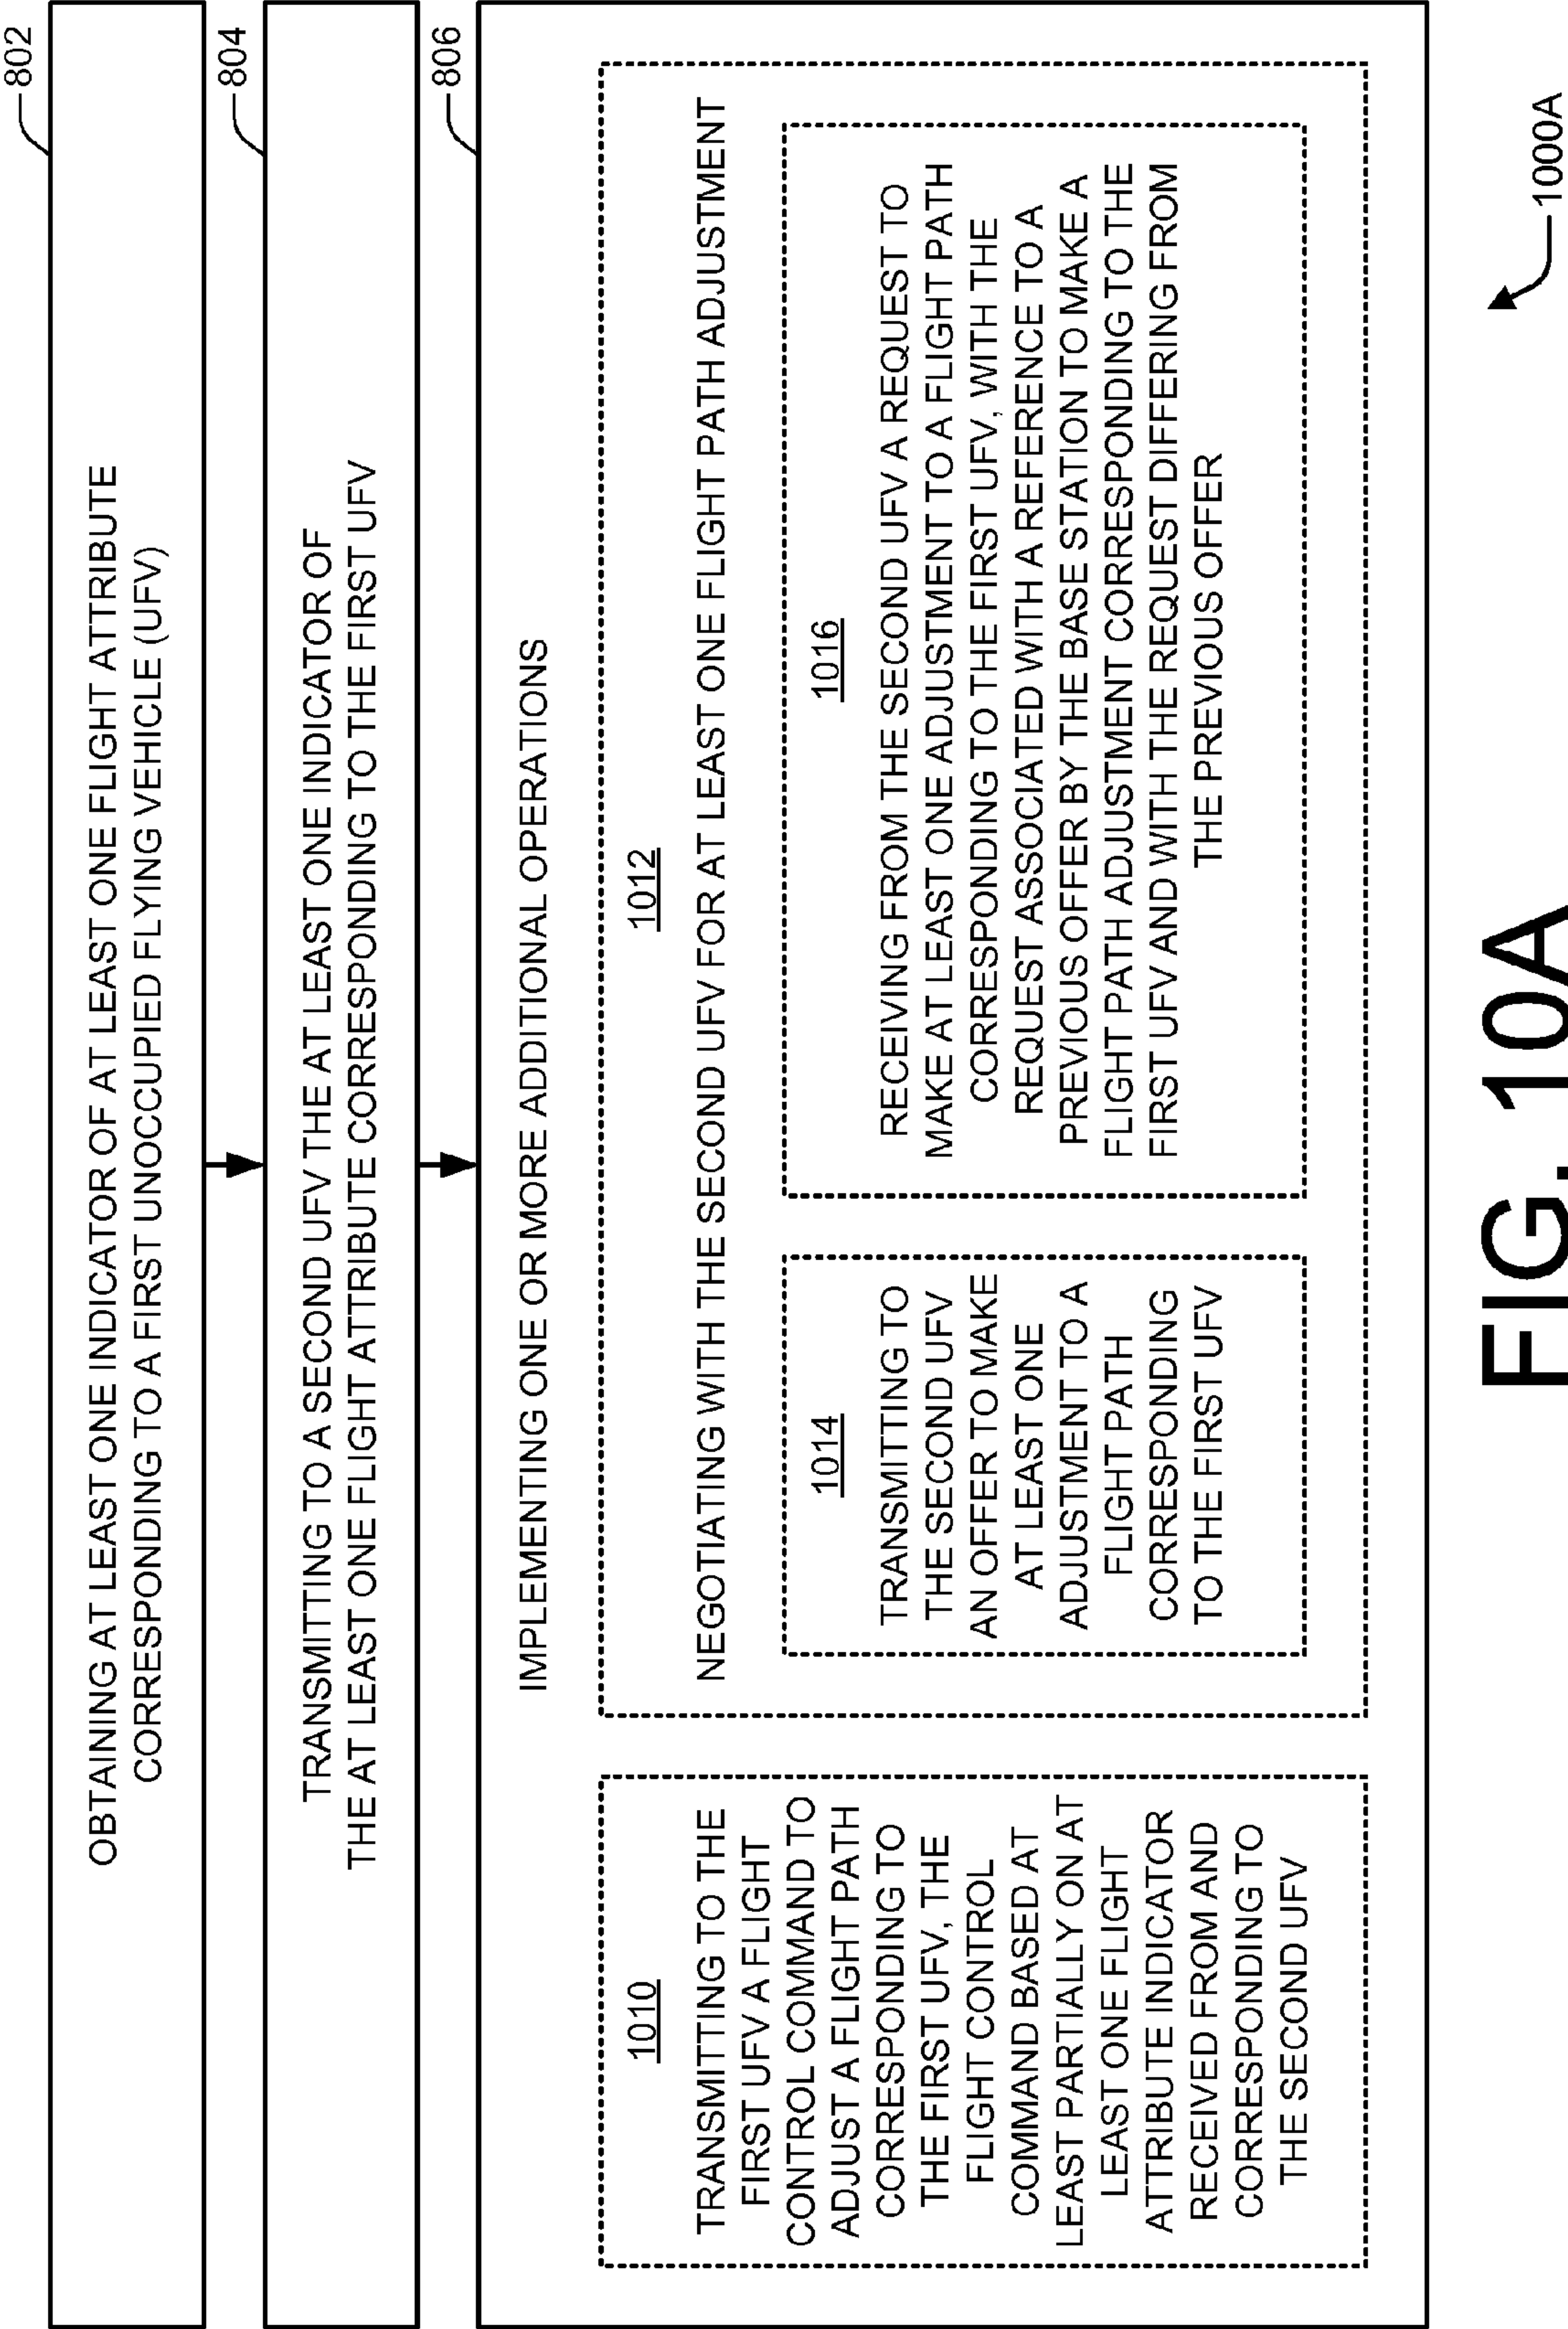 802
OBTAINING AT LEAST ONE INDICATOR OF AT LEAST ONE FLIGHT ATTRIBUTE
CORRESPONDING TO A FIRST UNOCCUPIED FLYING VEHICLE (UFV)
804
TRANSMITTING TO A SECOND UFV THE AT LEAST ONE INDICATOR OF
THE AT LEAST ONE FLIGHT ATTRIBUTE CORRESPONDING TO THE FIRST UFV
806
IMPLEMENTING ONE OR MORE ADDITIONAL OPERATIONS
1010
TRANSMITTING TO THE
FIRST UFV A FLIGHT
CONTROL COMMAND TO
ADJUST A FLIGHT PATH
CORRESPONDING TO
THE FIRST UFV, THE
FLIGHT CONTROL
COMMAND BASED AT
LEAST PARTIALLY ON AT
LEAST ONE FLIGHT
ATTRIBUTE INDICATOR
RECEIVED FROM AND
CORRESPONDING TO
THE SECOND UFV
1012
NEGOTIATING WITH THE SECOND UFV FOR AT LEAST ONE FLIGHT PATH ADJUSTMENT
1014
TRANSMITTING TO
THE SECOND UFV
AN OFFER TO MAKE
AT LEAST ONE
ADJUSTMENT TO A
FLIGHT PATH
CORRESPONDING
TO THE FIRST UFV
1016
RECEIVING FROM THE SECOND UFV A REQUEST TO
MAKE AT LEAST ONE ADJUSTMENT TO A FLIGHT PATH
CORRESPONDING TO THE FIRST UFV, WITH THE
REQUEST ASSOCIATED WITH A REFERENCE TO A
PREVIOUS OFFER BY THE BASE STATION TO MAKE A
FLIGHT PATH ADJUSTMENT CORRESPONDING TO THE
FIRST UFV AND WITH THE REQUEST DIFFERING FROM
THE PREVIOUS OFFER
1000A
FIG. 10A